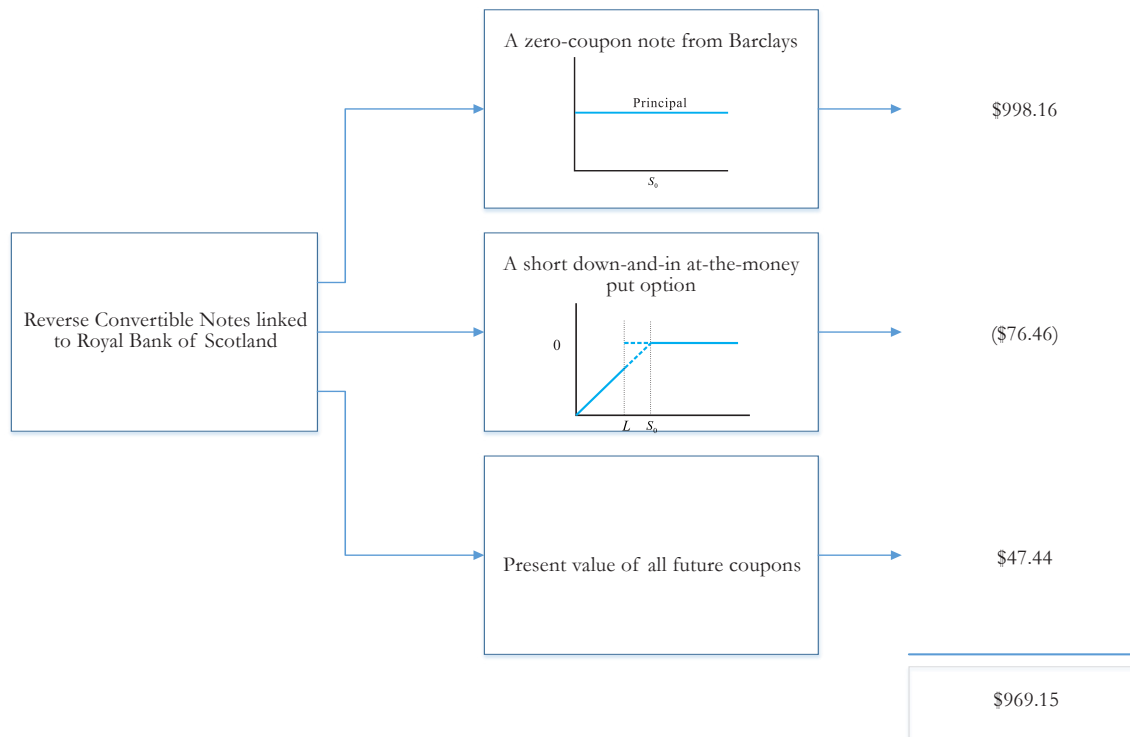 A zero-coupon note from Barclays
Principal
S₀
$998.16
Reverse Convertible Notes linked
to Royal Bank of Scotland
A short down-and-in at-the-money
put option
0
L S₀
($76.46)
Present value of all future coupons
$47.44
$969.15